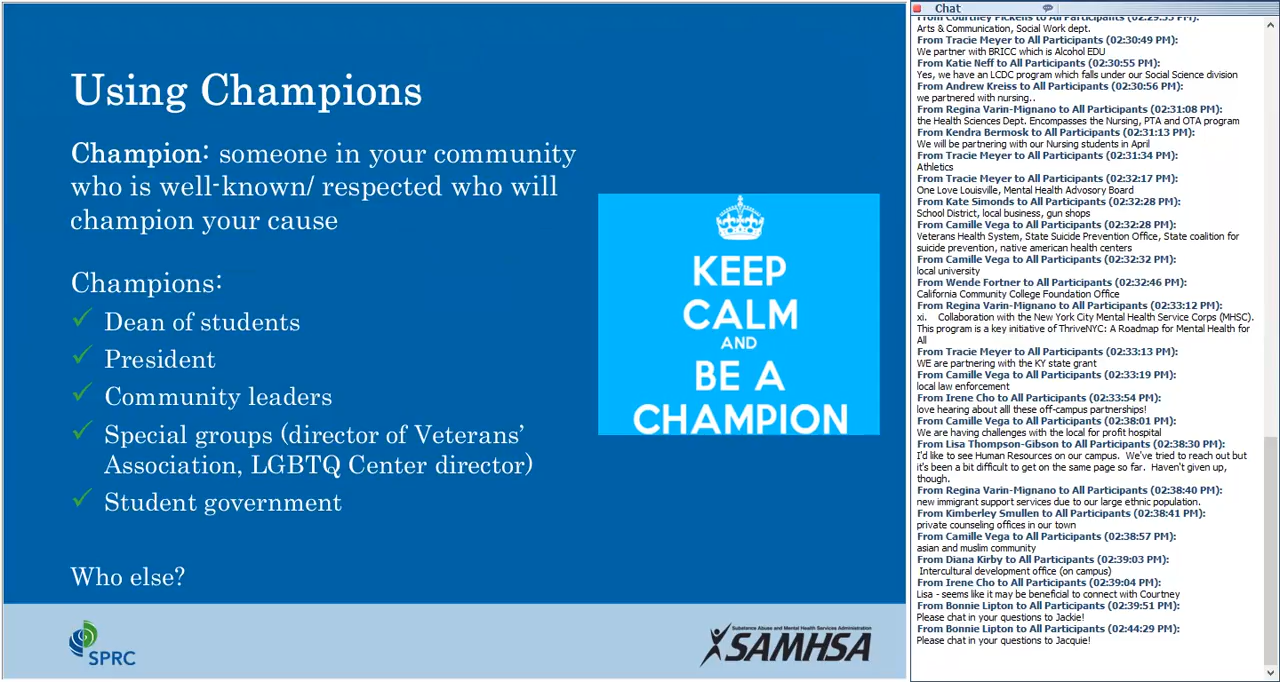 Using Champions
Champion: someone in your community
who is well-known/ respected who will
champion your cause
Champions:
Dean of students
President
Community leaders
Special groups (director of Veterans’
Association, LGBTQ Center director)
Student government
Who else?
KEEP
CALM
AND
BE A
CHAMPION
SPRC
Substance Abuse and Mental Health Services Administration
SAMHSA
Chat
From Courtney Pickens to All Participants (02:29:53 PM):
Arts & Communication, Social Work dept.
From Tracie Meyer to All Participants (02:30:49 PM):
We partner with BRICC which is Alcohol EDU
From Katie Neff to All Participants (02:30:55 PM):
Yes, we have an LCDC program which falls under our Social Science division
From Andrew Kreiss to All Participants (02:30:56 PM):
we partnered with nursing..
From Regina Varin-Mignano to All Participants (02:31:08 PM):
the Health Sciences Dept. Encompasses the Nursing, PTA and OTA program
From Kendra Bermosk to All Participants (02:31:13 PM):
We will be partnering with our Nursing students in April
From Tracie Meyer to All Participants (02:31:34 PM):
Athletics
From Tracie Meyer to All Participants (02:32:17 PM):
One Love Louisville, Mental Health Advosory Board
From Kate Simonds to All Participants (02:32:28 PM):
School District, local business, gun shops
From Camille Vega to All Participants (02:32:28 PM):
Veterans Health System, State Suicide Prevention Office, State coalition for
suicide prevention, native american health centers
From Camille Vega to All Participants (02:32:32 PM):
local university
From Wende Fortner to All Participants (02:32:46 PM):
California Community College Foundation Office
From Regina Varin-Mignano to All Participants (02:33:12 PM):
xi. Collaboration with the New York City Mental Health Service Corps (MHSC).
This program is a key initiative of ThriveNYC: A Roadmap for Mental Health for
All
From Tracie Meyer to All Participants (02:33:13 PM):
WE are partnering with the KY state grant
From Camille Vega to All Participants (02:33:19 PM):
local law enforcement
From Irene Cho to All Participants (02:33:54 PM):
love hearing about alll these off-campus partnerships!
From Camille Vega to All Participants (02:38:01 PM):
We are having challenges with the local for profit hospital
From Lisa Thompson-Gibson to All Participants (02:38:30 PM):
I'd like to see Human Resources on our campus. We've tried to reach out but
it's been a bit difficult to get on the same page so far. Haven't given up,
though.
From Regina Varin-Mignano to All Participants (02:38:40 PM):
new immigrant support services due to our large ethnic population.
From Kimberley Smullen to All Participants (02:38:41 PM):
private counseling offices in our town
From Camille Vega to All Participants (02:38:57 PM):
asian and muslim community
From Diana Kirby to All Participants (02:39:03 PM):
Intercultural development office (on campus)
From Irene Cho to All Participants (02:39:04 PM):
Lisa - seems like it may be beneficial to connect with Courtney
From Bonnie Lipton to All Participants (02:39:51 PM):
Please chat in your questions to Jackie!
From Bonnie Lipton to All Participants (02:44:29 PM):
Please chat in your questions to Jacquie!